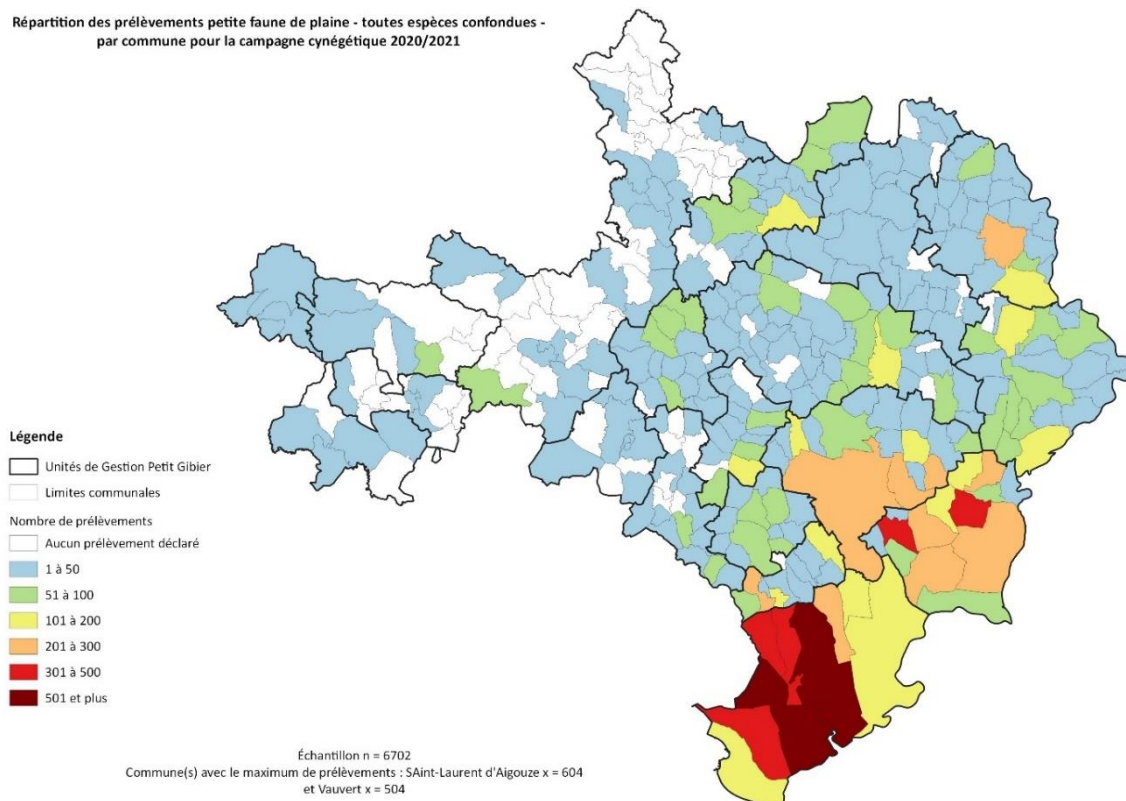 Répartition des prélèvements petite faune de plaine - toutes espèces confondues -
par commune pour la campagne cynégétique 2020/2021
Légende
Unités de Gestion Petit Gibier
Limites communales
Nombre de prélèvements
Aucun prélèvement déclaré
1 à 50
51 à 100
101 à 200
201 à 300
301 à 500
501 et plus
Échantillon n = 6702
Commune(s) avec le maximum de prélèvements : SAint-Laurent d'Aigouze x = 604
et Vauvert x = 504